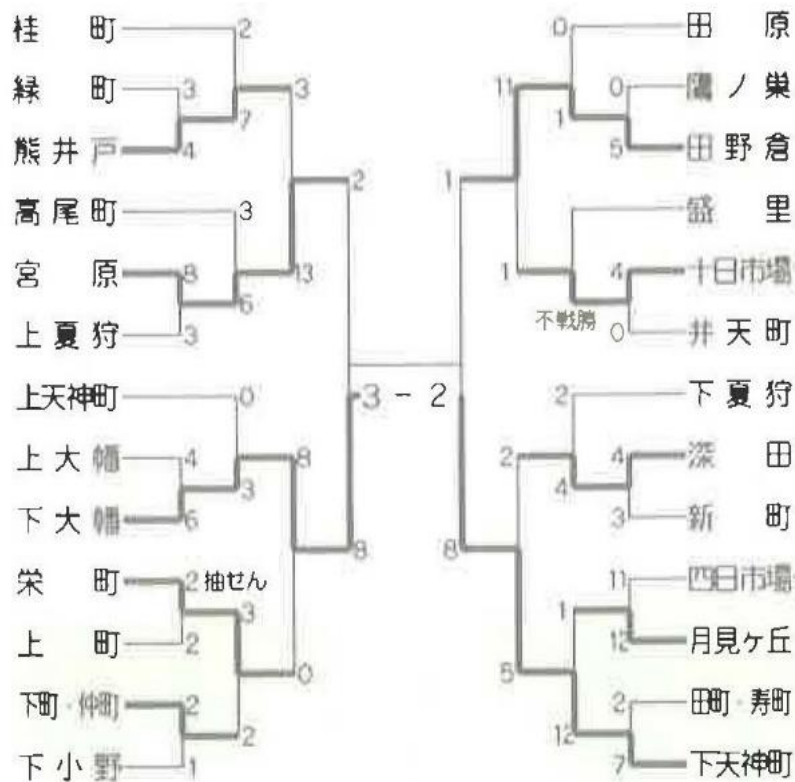 桂町
2
緑町
3
3
熊井戸
4
7
2
高尾町
3
宮原
8
6
13
上夏狩
3
上天神町
0
上大幡
4
8
下大幡
6
3
8
栄町
2 抽せん
3
上町
2
0
下町・仲町
2
2
下小野
1
3 - 2
0
田原
11
0
鷹ノ巣
1
5
田野倉
1
盛里
1
4
十日市場
不戦勝
0
井天町
2
下夏狩
2
4
深田
4
3
新町
8
11
四日市場
1
12
月見ヶ丘
5
2
田町・寿町
12
7
下天神町